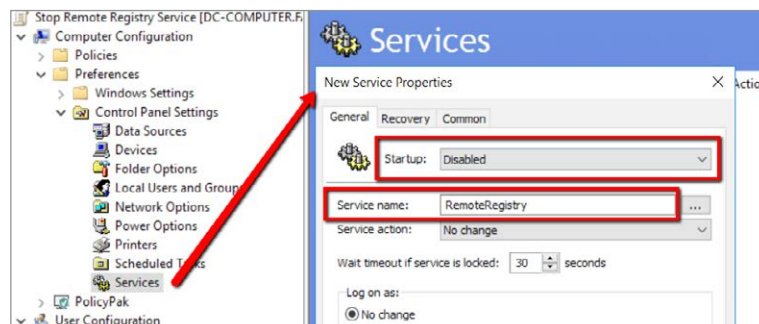 Stop Remote Registry Service [DC-COMPUTER.F
Computer Configuration
Policies
Preferences
Windows Settings
Control Panel Settings
Data Sources
Devices
Folder Options
Local Users and Group
Network Options
Power Options
Printers
Scheduled T ks
Services
PolicyPak
User Configuration
Services
New Service Properties
Actio
General Recovery Common
Startup: Disabled
Service name: RemoteRegistry ...
Service action: No change
Wait timeout if service is locked: 30 seconds
Log on as:
No change